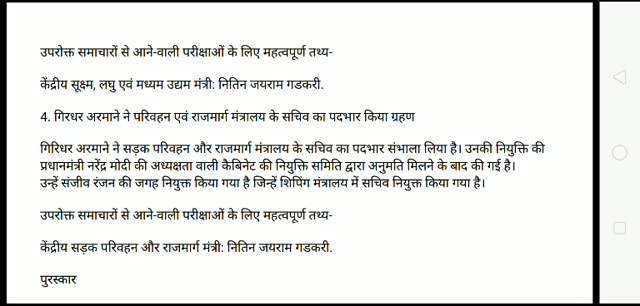 उपरोक्त समाचारों से आने-वाली परीक्षाओं के लिए महत्वपूर्ण तथ्य-
केंद्रीय सूक्ष्म, लघु एवं मध्यम उद्यम मंत्री: नितिन जयराम गडकरी.
4. गिरधर अरमाने ने परिवहन एवं राजमार्ग मंत्रालय के सचिव का पदभार किया ग्रहण
गिरिधर अरमाने ने सड़क परिवहन और राजमार्ग मंत्रालय के सचिव का पदभार संभाला लिया है। उनकी नियुक्ति की
प्रधानमंत्री नरेंद्र मोदी की अध्यक्षता वाली कैबिनेट की नियुक्ति समिति द्वारा अनुमति मिलने के बाद की गई है।
उन्हें संजीव रंजन की जगह नियुक्त किया गया है जिन्हें शिपिंग मंत्रालय में सचिव नियुक्त किया गया है।
उपरोक्त समाचारों से आने-वाली परीक्षाओं के लिए महत्वपूर्ण तथ्य-
केंद्रीय सड़क परिवहन और राजमार्ग मंत्री: नितिन जयराम गडकरी.
पुरस्कार